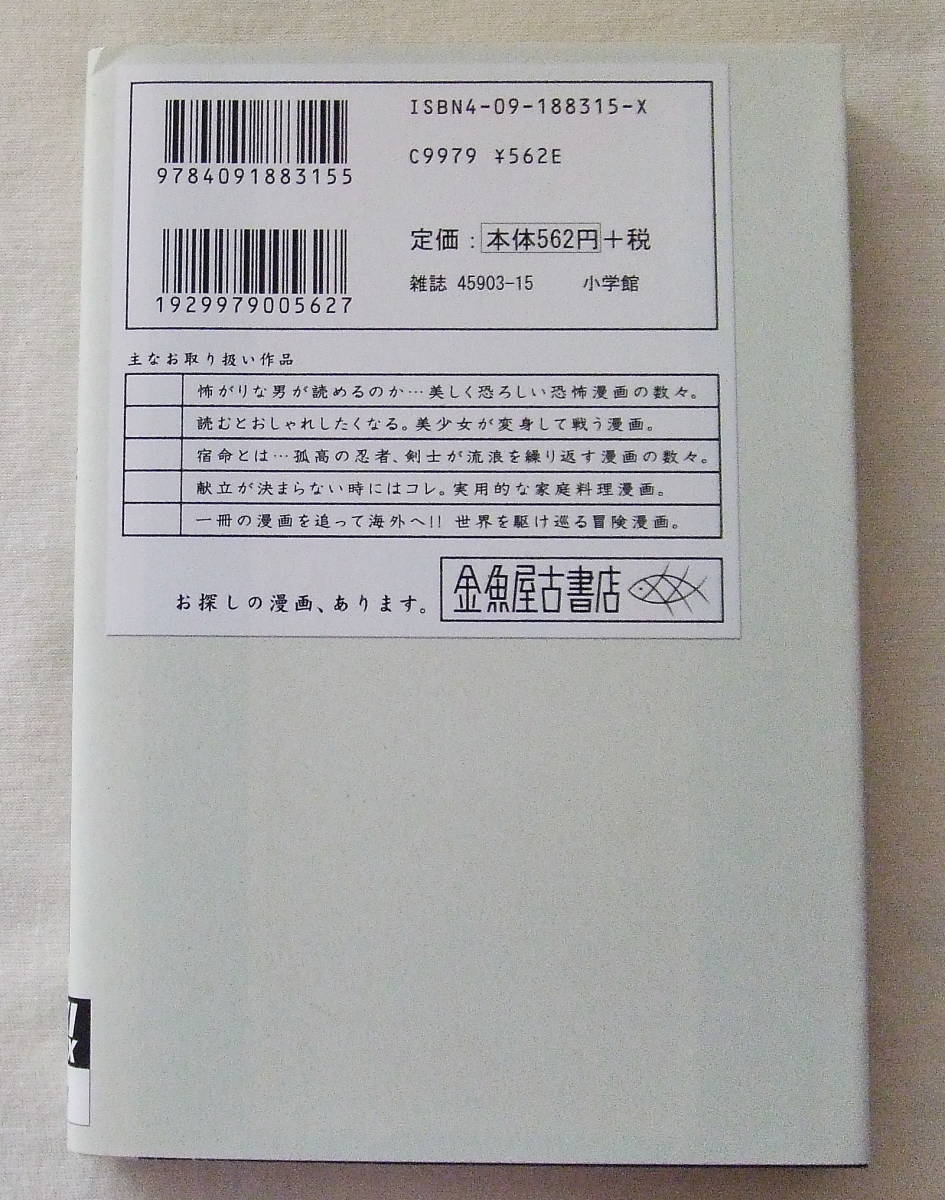 9784091883155
ISBN4-09-188315-X
C9979 ¥562E
1929979005627
定価：本体562円＋税
雑誌 45903-15 小学館
主なお取り扱い作品
怖がりな男が読めるのか…美しく恐ろしい恐怖漫画の数々。
読むとおしゃれしたくなる。美少女が変身して戦う漫画。
宿命とは…孤高の忍者、剣士が流浪を繰り返す漫画の数々。
献立が決まらない時にはコレ。実用的な家庭料理漫画。
一冊の漫画を追って海外へ!! 世界を駆け巡る冒険漫画。
お探しの漫画、あります。
金魚屋古書店